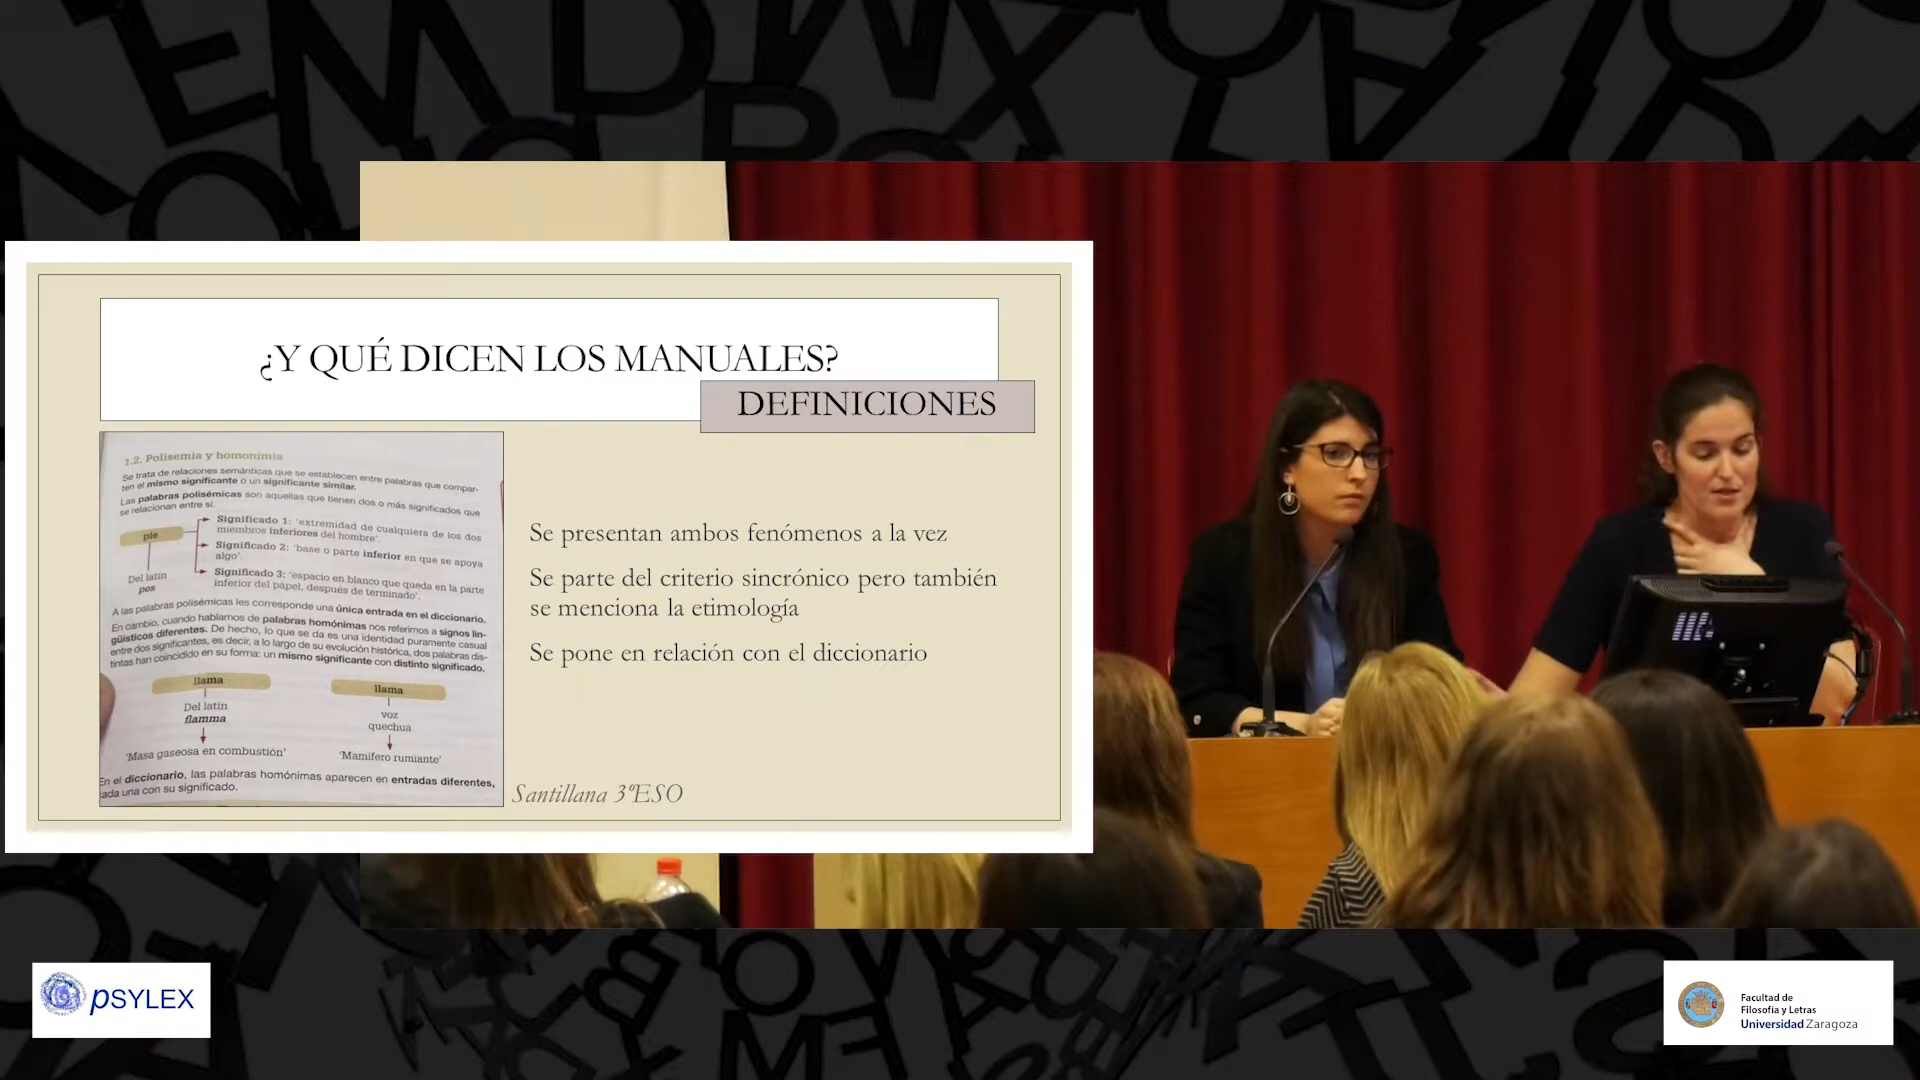 ¿Y QUÉ DICEN LOS MANUALES?
DEFINICIONES
1.2. Polisemia y homonimia
Se trata de relaciones semánticas que se establecen entre palabras que compar-
ten el mismo significante o un significante similar.
Las palabras polisémicas son aquellas que tienen dos o más significados que
se relacionan entre sí.
pie
Del latín
pes
Significado 1: 'extremidad de cualquiera de los dos
miembros inferiores del hombre'.
Significado 2: 'base o parte inferior en que se apoya
algo'.
Significado 3: 'espacio en blanco que queda en la parte
inferior del papel, después de terminado'.
A las palabras polisémicas les corresponde una única entrada en el diccionario.
En cambio, cuando hablamos de palabras homónimas nos referimos a signos lin-
güísticos diferentes. De hecho, lo que se da es una identidad puramente casual
entre dos significantes, es decir, a lo largo de su evolución histórica, dos palabras dis-
tintas han coincidido en su forma: un mismo significante con distinto significado.
llama
Del latín
flamma
'Masa gaseosa en combustión'
llama
voz
quechua
'Mamífero rumiante'
En el diccionario, las palabras homónimas aparecen en entradas diferentes,
cada una con su significado.
Se presentan ambos fenómenos a la vez
Se parte del criterio sincrónico pero también
se menciona la etimología
Se pone en relación con el diccionario
Santillana 3ºESO
PSYLEX
Facultad de
Filosofía y Letras
Universidad Zaragoza